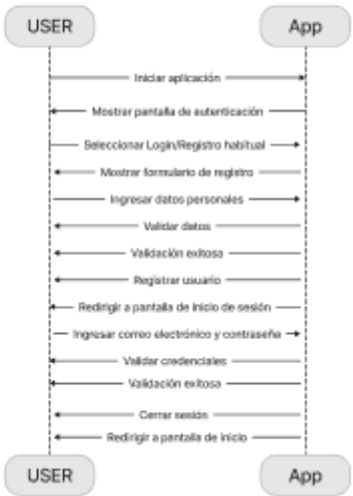 USER App
Iniciar aplicación
Mostrar pantalla de autenticación
Seleccionar Login/Registro habitual
Mostrar formulario de registro
Ingresar datos personales
Validar datos
Validación exitosa
Registrar usuario
Redirigir a pantalla de inicio de sesión
Ingresar correo electrónico y contraseña
Validar credenciales
Validación exitosa
Cerrar sesión
Redirigir a pantalla de inicio
USER App